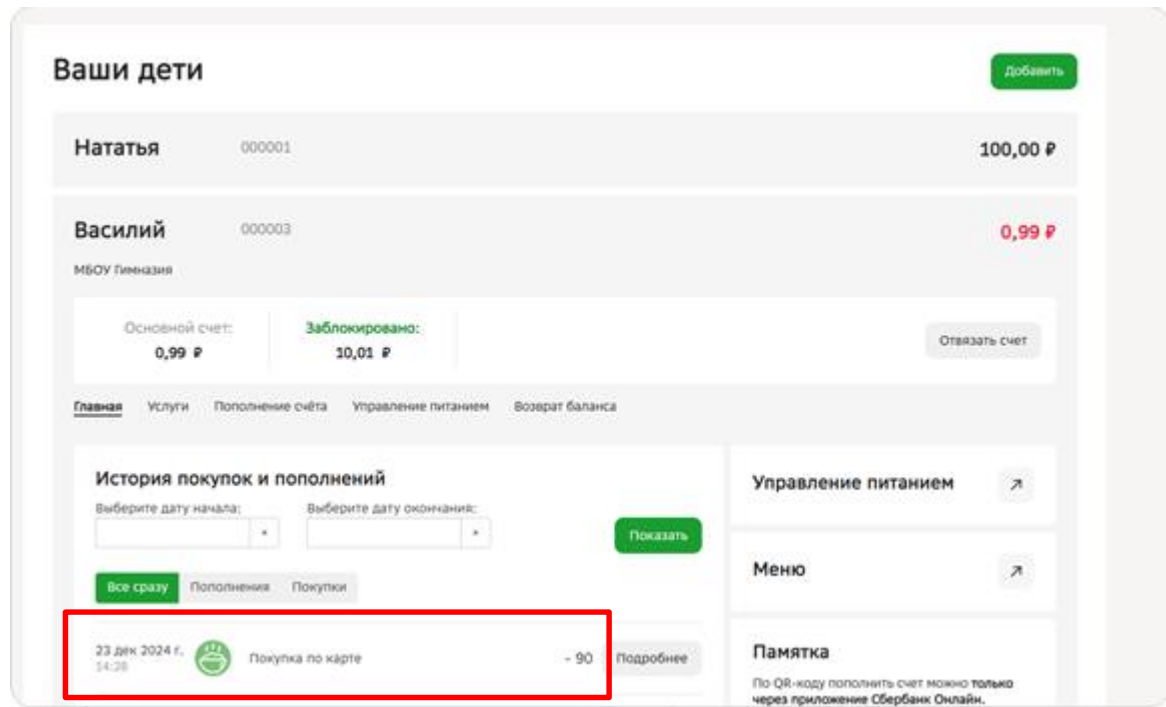 Ваши дети
Добавить
Нататья 000001 100,00 ₽
Василий 000003 0,99 ₽
МБОУ Гимназия
Основной счет: Заблокировано:
0,99 ₽ 10,01 ₽
Отвязать счет
Главная Услуги Пополнение счёта Управление питанием Возврат баланса
История покупок и пополнений
Выберите дату начала: Выберите дату окончания:
Показать
Все сразу Пополнения Покупки
23 дек 2024 г.
14:28
Покупка по карте - 90 Подробнее
Управление питанием
Меню
Памятка
По QR-коду пополнить счет можно только
через приложение Сбербанк Онлайн.